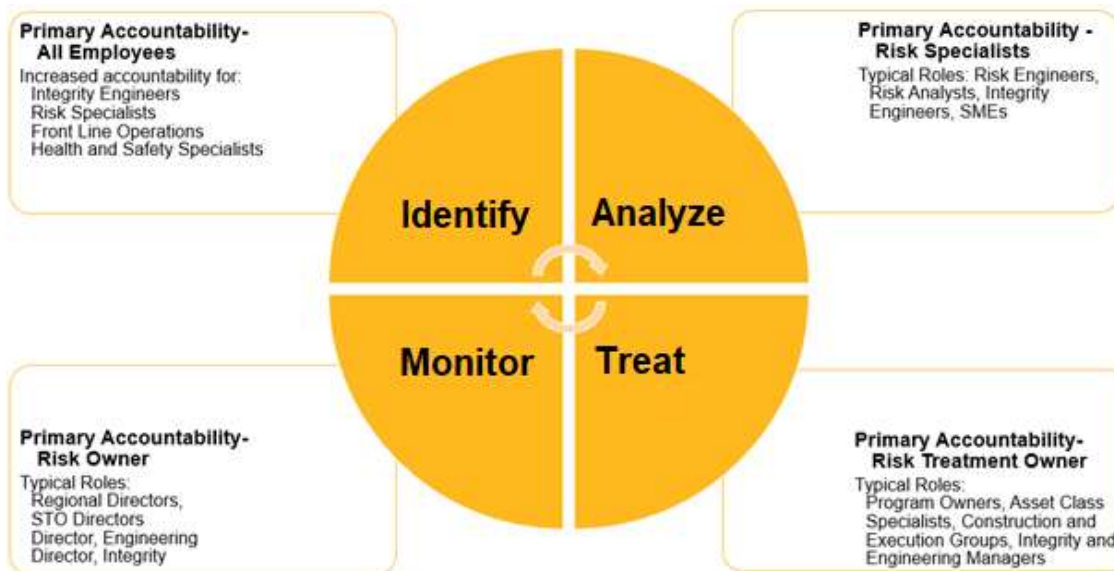 Primary Accountability-
All Employees
Increased accountability for:
Integrity Engineers
Risk Specialists
Front Line Operations
Health and Safety Specialists
Primary Accountability -
Risk Specialists
Typical Roles: Risk Engineers,
Risk Analysts, Integrity
Engineers, SMEs
Identify
Analyze
Monitor
Treat
Primary Accountability-
Risk Owner
Typical Roles:
Regional Directors,
STO Directors
Director, Engineering
Director, Integrity
Primary Accountability-
Risk Treatment Owner
Typical Roles:
Program Owners, Asset Class
Specialists, Construction and
Execution Groups, Integrity and
Engineering Managers